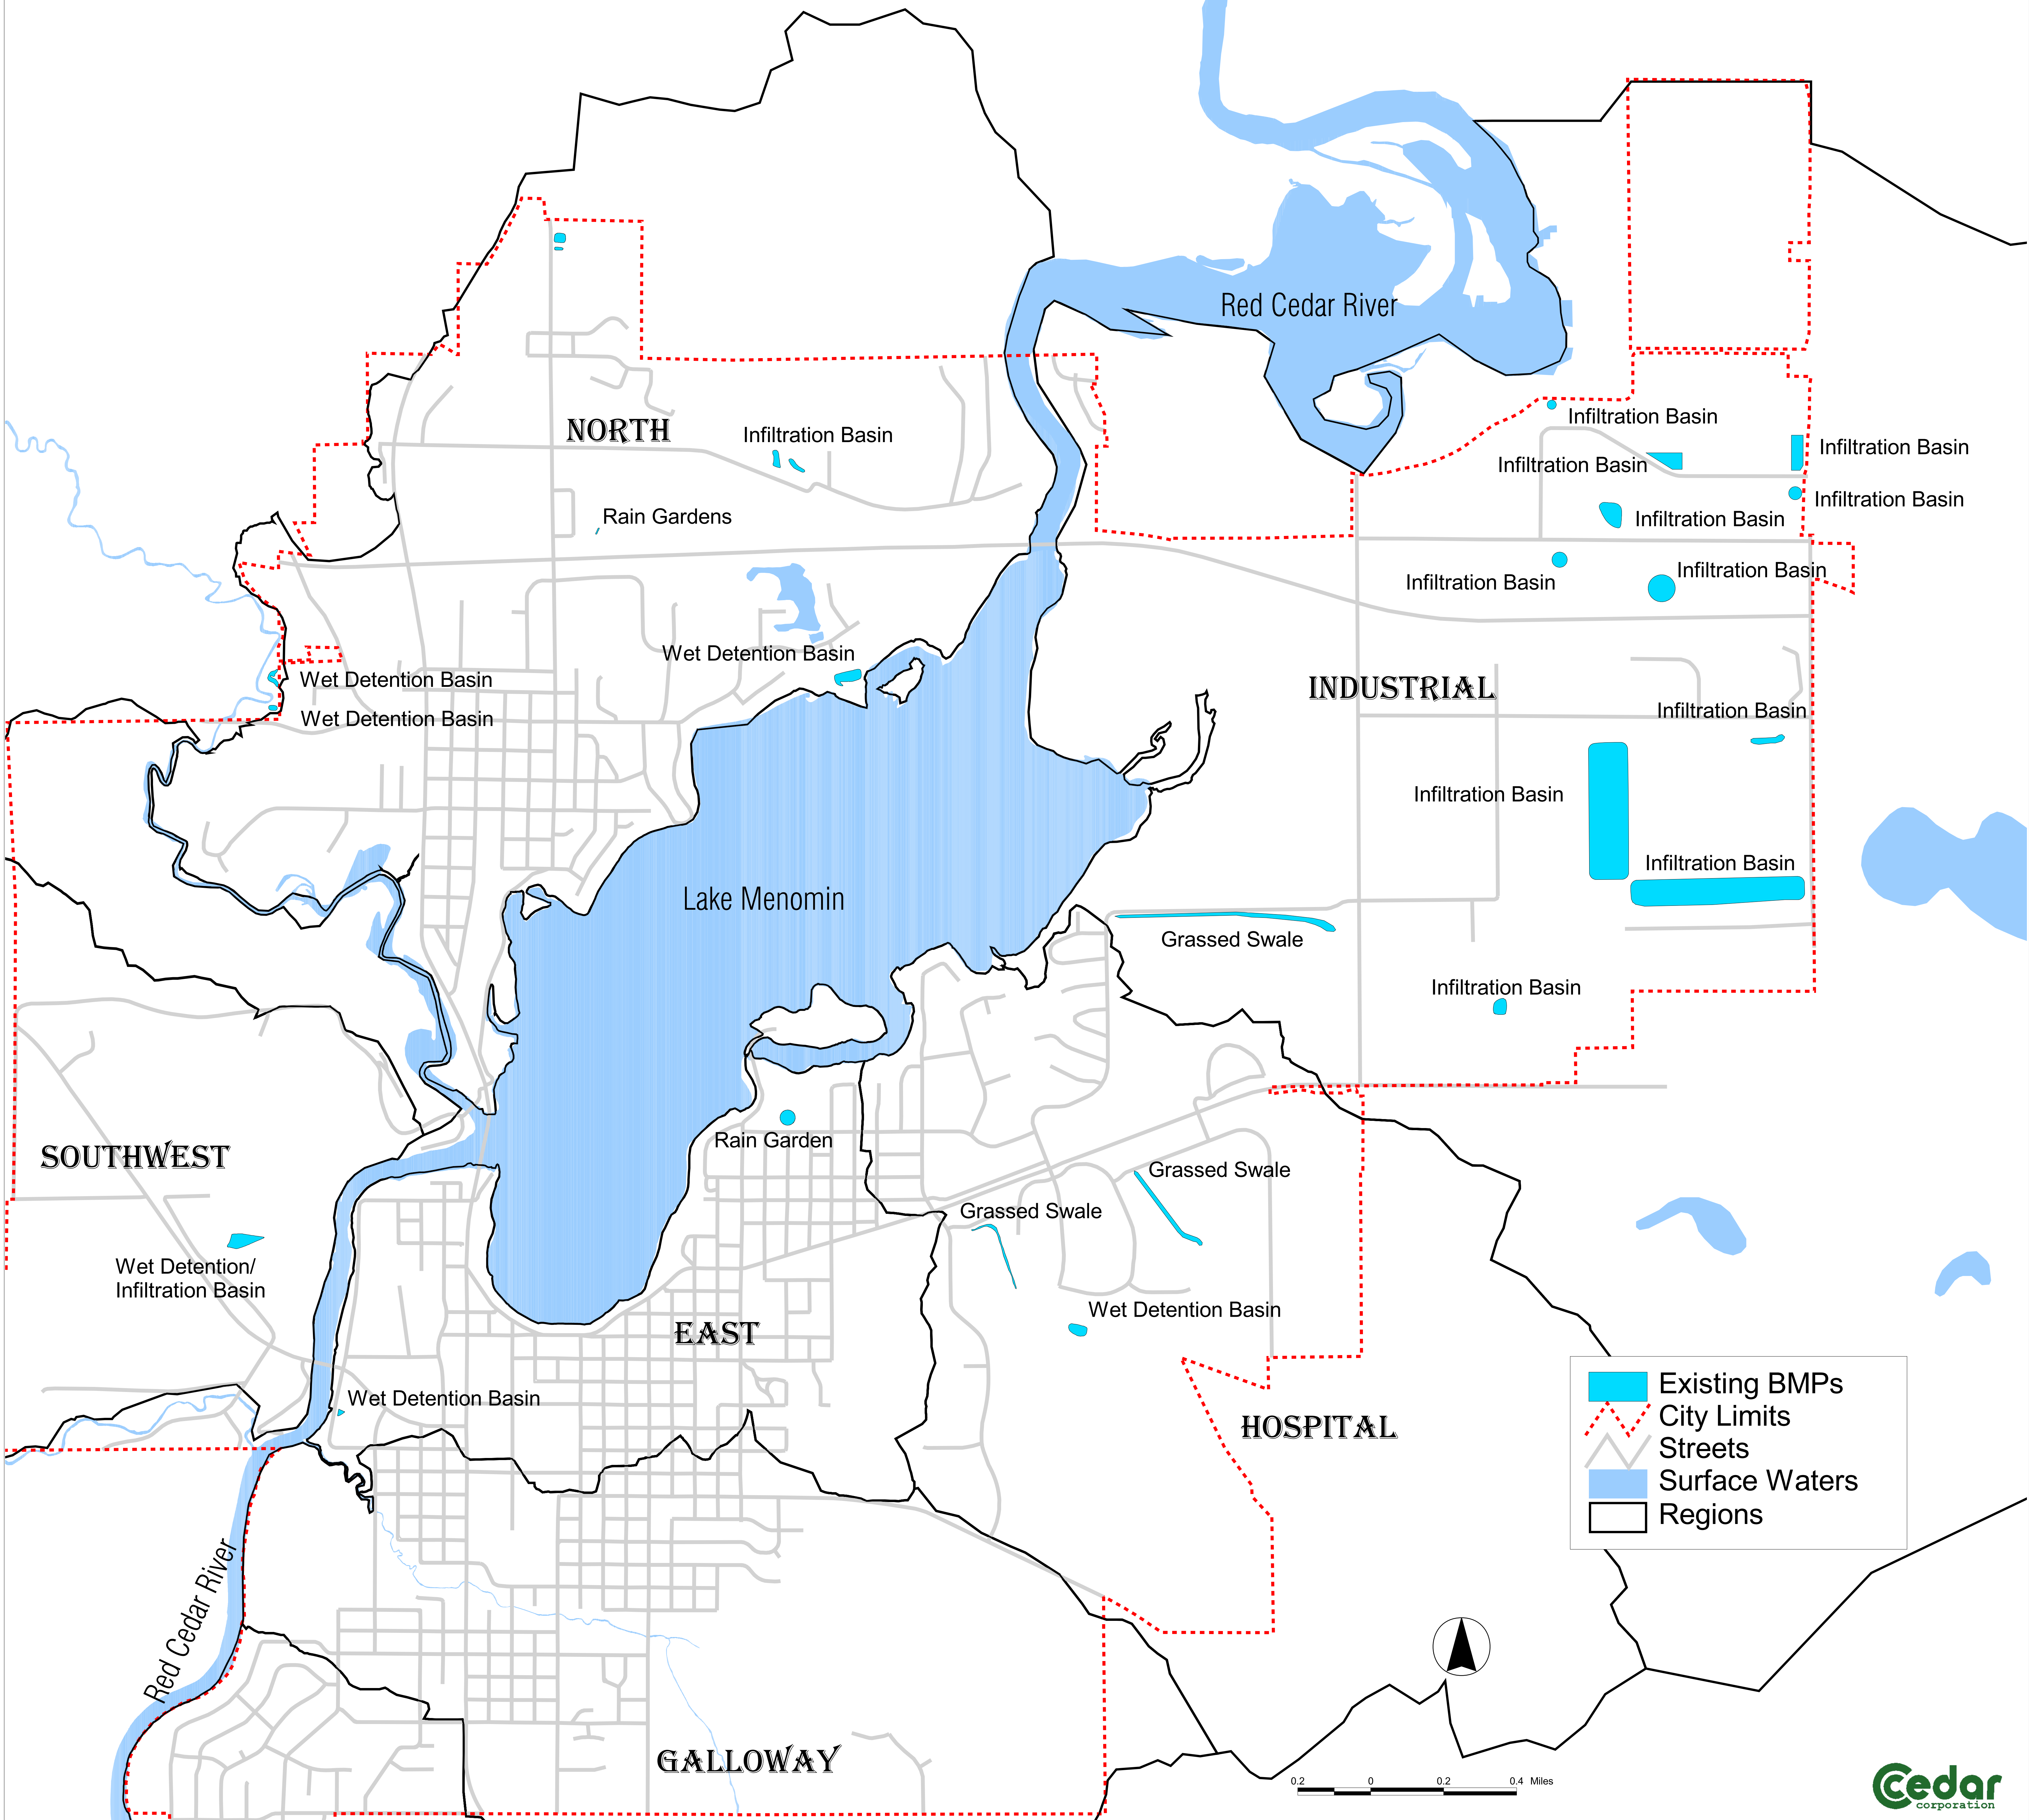 Red Cedar River
Infiltration Basin
NORTH
Infiltration Basin
Infiltration Basin
Infiltration Basin
Infiltration Basin
Rain Gardens
Infiltration Basin
Infiltration Basin
Infiltration Basin
Wet Detention Basin
Wet Detention Basin
INDUSTRIAL
Wet Detention Basin
Infiltration Basin
Infiltration Basin
Infiltration Basin
Lake Menomin
Grassed Swale
Infiltration Basin
Rain Garden
SOUTHWEST
Grassed Swale
Grassed Swale
Wet Detention/
Infiltration Basin
Wet Detention Basin
EAST
Existing BMPs
Wet Detention Basin
City Limits
HOSPITAL
Streets
Surface Waters
Regions
Red Cedar River
GALLOWAY
0.2 0 0.2 0.4 Miles
Cedar
corporation